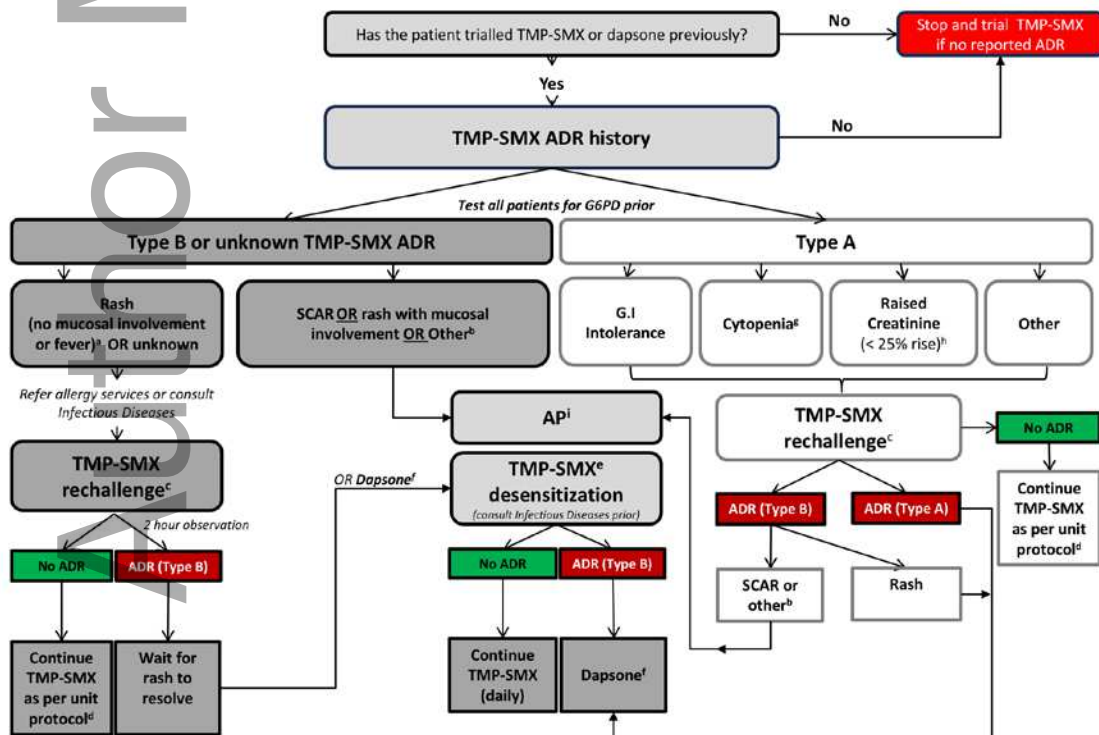 Author M
Has the patient trialled TMP-SMX or dapsone previously?
No
Stop and trial TMP-SMX
if no reported ADR
Yes
TMP-SMX ADR history
No
Test all patients for G6PD prior
Type B or unknown TMP-SMX ADR
Type A
Rash
(no mucosal involvement
or fever)ᵃ OR unknown
SCAR OR rash with mucosal
involvement OR Otherᵇ
G.I
Intolerance
Cytopeniaᵍ
Raised
Creatinine
(< 25% rise)ʰ
Other
Refer allergy services or consult
Infectious Diseases
APⁱ
TMP-SMX
rechallengeᶜ
No ADR
TMP-SMX
rechallengeᶜ
OR Dapsoneᶠ
TMP-SMXᵉ
desensitization
(consult Infectious Diseases prior)
Continue
TMP-SMX
as per unit
protocolᵈ
ADR (Type B)
ADR (Type A)
2 hour observation
No ADR
ADR (Type B)
No ADR
ADR (Type B)
SCAR or
otherᵇ
Rash
Continue
TMP-SMX
as per unit
protocolᵈ
Wait for
rash to
resolve
Continue
TMP-SMX
(daily)
Dapsoneᶠ